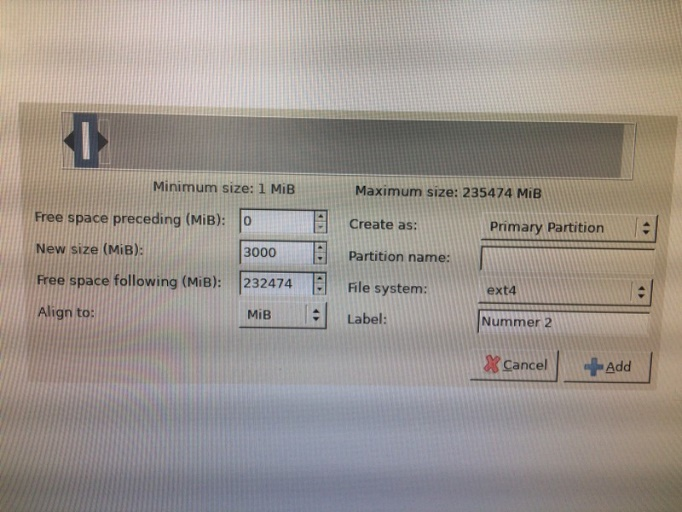 Minimum size: 1 MiB Maximum size: 235474 MiB
Free space preceding (MiB): 0 Create as: Primary Partition
New size (MiB): 3000 Partition name:
Free space following (MiB): 232474 File system: ext4
Align to: MiB Label: Nummer 2
Cancel Add